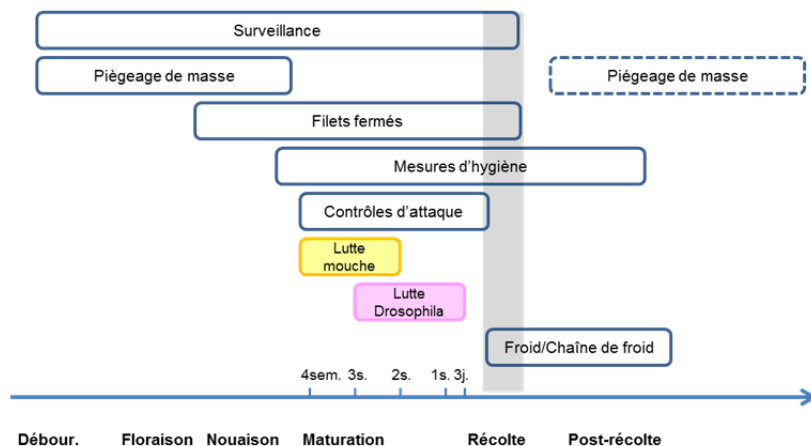 Surveillance
Piègeage de masse
Piégeage de masse
Filets fermés
Mesures d'hygiène
Contrôles d'attaque
Lutte
mouche
Lutte
Drosophila
Froid/Chaîne de froid
4sem. 3s. 2s. 1s. 3j.
Débour. Floraison Nouaison Maturation Récolte Post-récolte